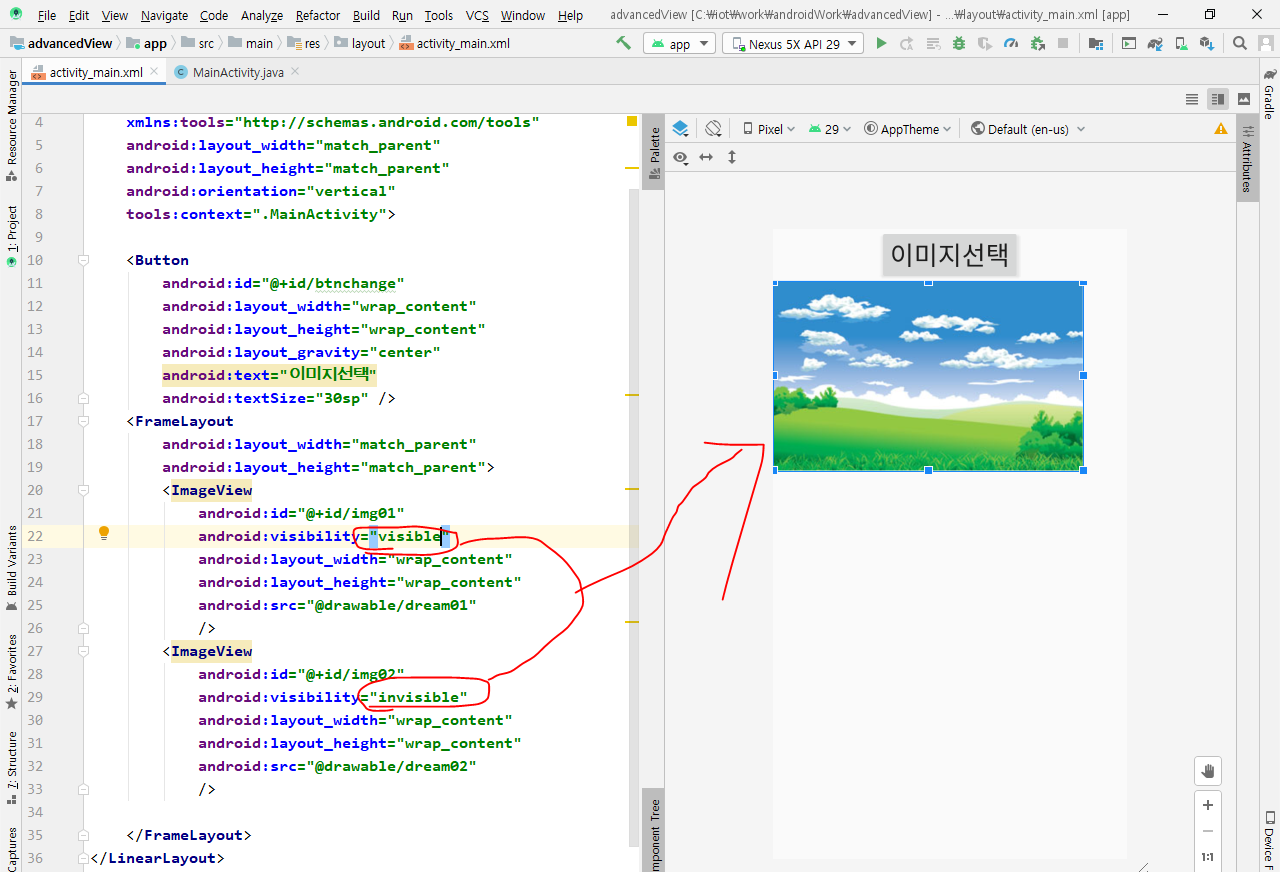 File Edit View Navigate Code Analyze Refactor Build Run Tools VCS Window Help advancedView [C:₩iot₩work₩androidWork₩advancedView] - ...₩layout₩activity_main.xml [app]
advancedView app src main res layout activity_main.xml app Nexus 5X API 29
activity_main.xml MainActivity.java
Resource Manager
1: Project
Build Variants
2: Favorites
7: Structure
Captures
4 xmlns:tools="http://schemas.android.com/tools"
5 android:layout_width="match_parent"
6 android:layout_height="match_parent"
7 android:orientation="vertical"
8 tools:context=".MainActivity">
9
10 <Button
11 android:id="@+id/btnchange"
12 android:layout_width="wrap_content"
13 android:layout_height="wrap_content"
14 android:layout_gravity="center"
15 android:text="이미지선택"
16 android:textSize="30sp" />
17 <FrameLayout
18 android:layout_width="match_parent"
19 android:layout_height="match_parent">
20 <ImageView
21 android:id="@+id/img01"
22 android:visibility="visible"
23 android:layout_width="wrap_content"
24 android:layout_height="wrap_content"
25 android:src="@drawable/dream01"
26 />
27 <ImageView
28 android:id="@+id/img02"
29 android:visibility="invisible"
30 android:layout_width="wrap_content"
31 android:layout_height="wrap_content"
32 android:src="@drawable/dream02"
33 />
34
35 </FrameLayout>
36 </LinearLayout>
Palette
mponent Tree
Pixel 29 AppTheme Default (en-us)
이미지선택
1:1
Gradle
Attributes
Device F